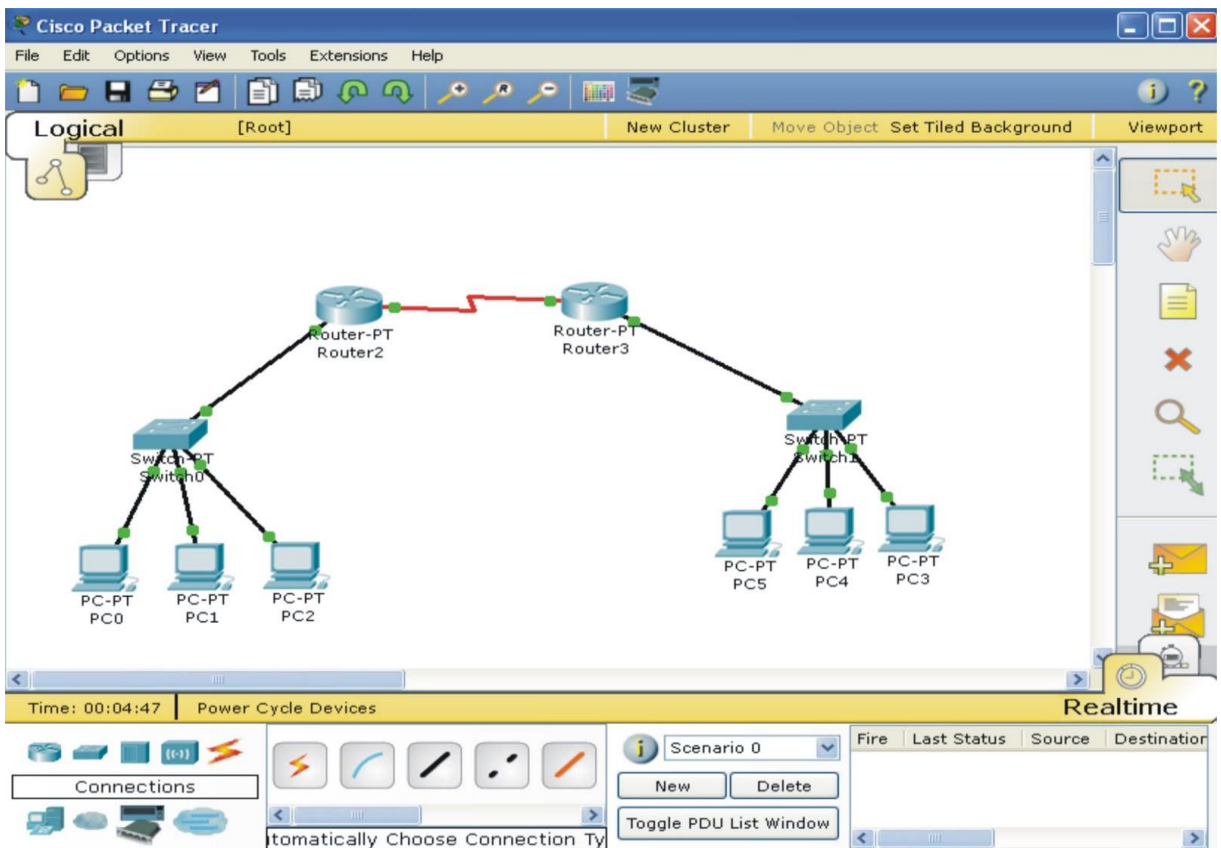 Cisco Packet Tracer
File Edit Options View Tools Extensions Help
Logical [Root] New Cluster Move Object Set Tiled Background Viewport
Router-PT
Router2
Router-PT
Router3
Switch-PT
Switch0
Switch-PT
Switch1
PC-PT
PC0
PC-PT
PC1
PC-PT
PC2
PC-PT
PC5
PC-PT
PC4
PC-PT
PC3
Time: 00:04:47 Power Cycle Devices Realtime
Connections
tomatically Choose Connection Ty
Scenario 0
New Delete
Toggle PDU List Window
Fire Last Status Source Destination